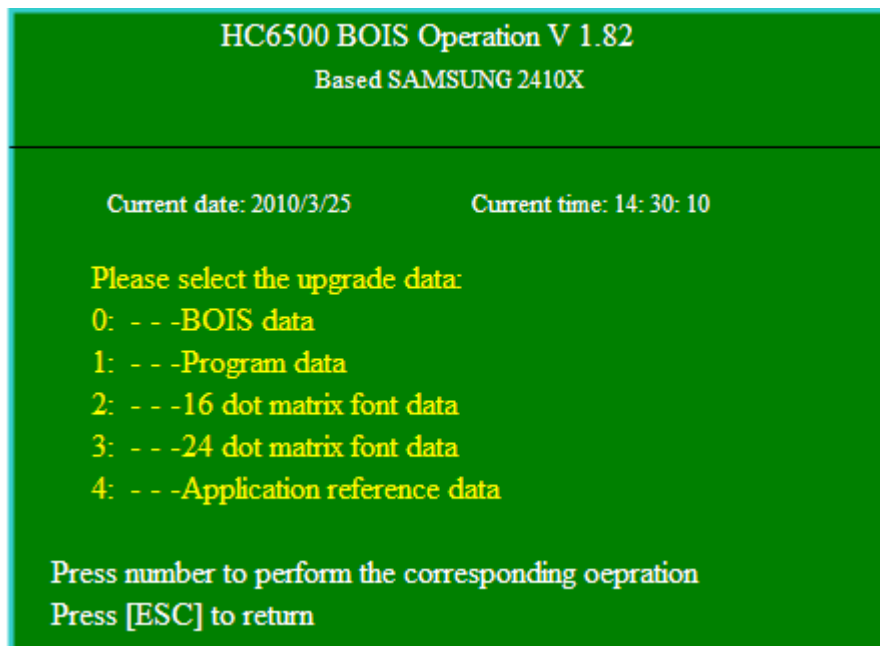 HC6500 BOIS Operation V 1.82
Based SAMSUNG 2410X
Current date: 2010/3/25 Current time: 14: 30: 10
Please select the upgrade data:
0: - - -BOIS data
1: - - -Program data
2: - - -16 dot matrix font data
3: - - -24 dot matrix font data
4: - - -Application reference data
Press number to perform the corresponding oepration
Press [ESC] to return